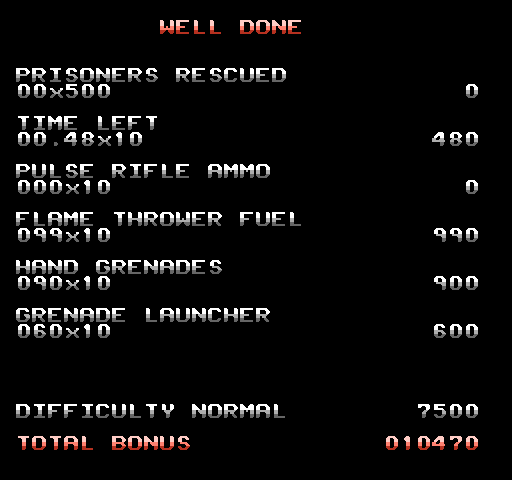 WELL DONE
PRISONERS RESCUED
00x500 0
TIME LEFT
00.48x10 480
PULSE RIFLE AMMO
000x10 0
FLAME THROWER FUEL
099x10 990
HAND GRENADES
090x10 900
GRENADE LAUNCHER
060x10 600
DIFFICULTY NORMAL 7500
TOTAL BONUS 010470